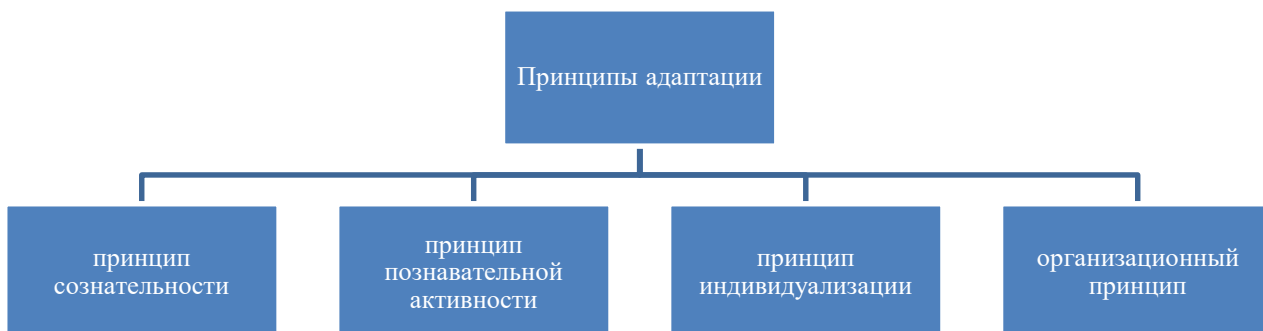 Принципы адаптации
принцип
сознательности
принцип
познавательной
активности
принцип
индивидуализации
организационный
принцип